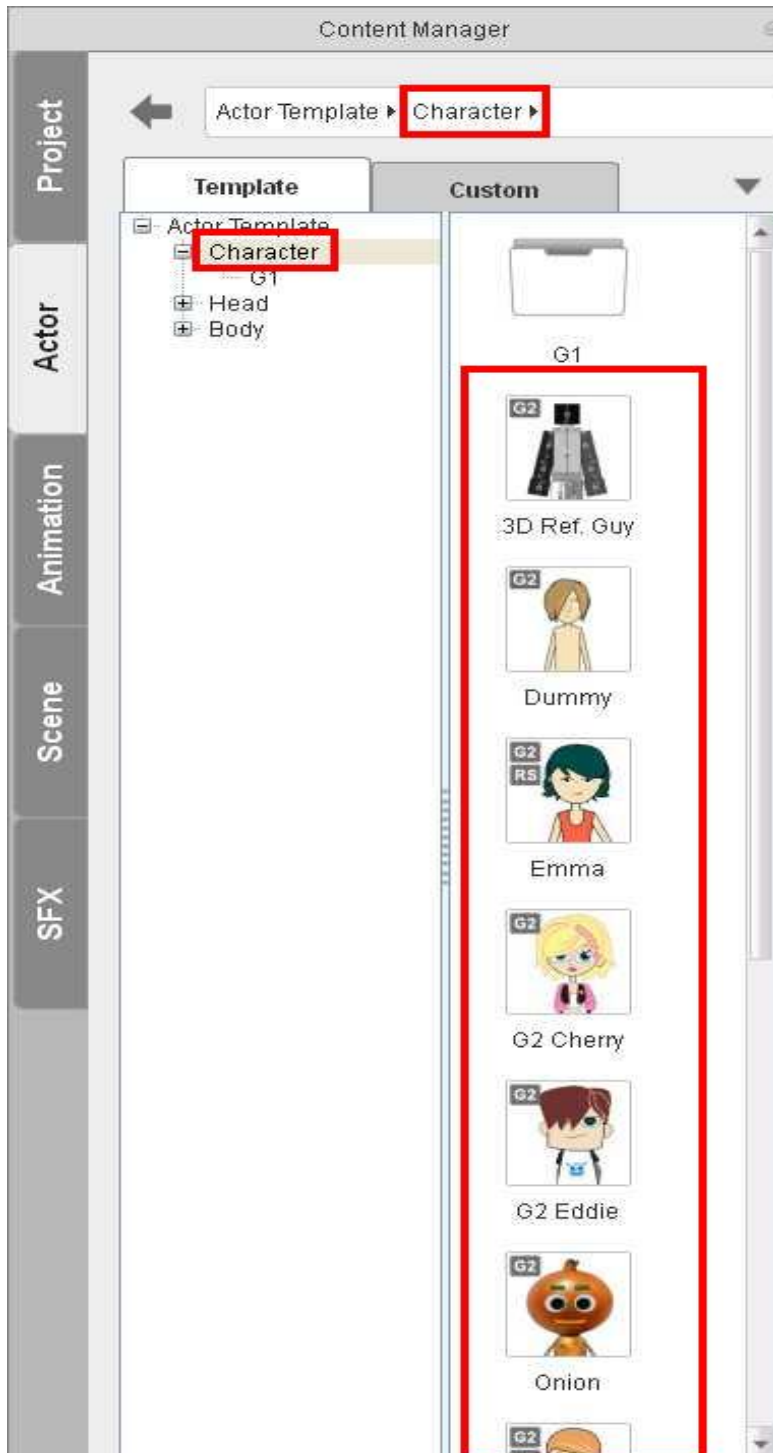 Content Manager
Project
Actor
Animation
Scene
SFX
Actor Template Character
Template
Custom
Actor Template
Character
G1
Head
Body
G1
G2
3D Ref. Guy
G2
Dummy
G2
RS
Emma
G2
G2 Cherry
G2
G2 Eddie
G2
Onion
G2